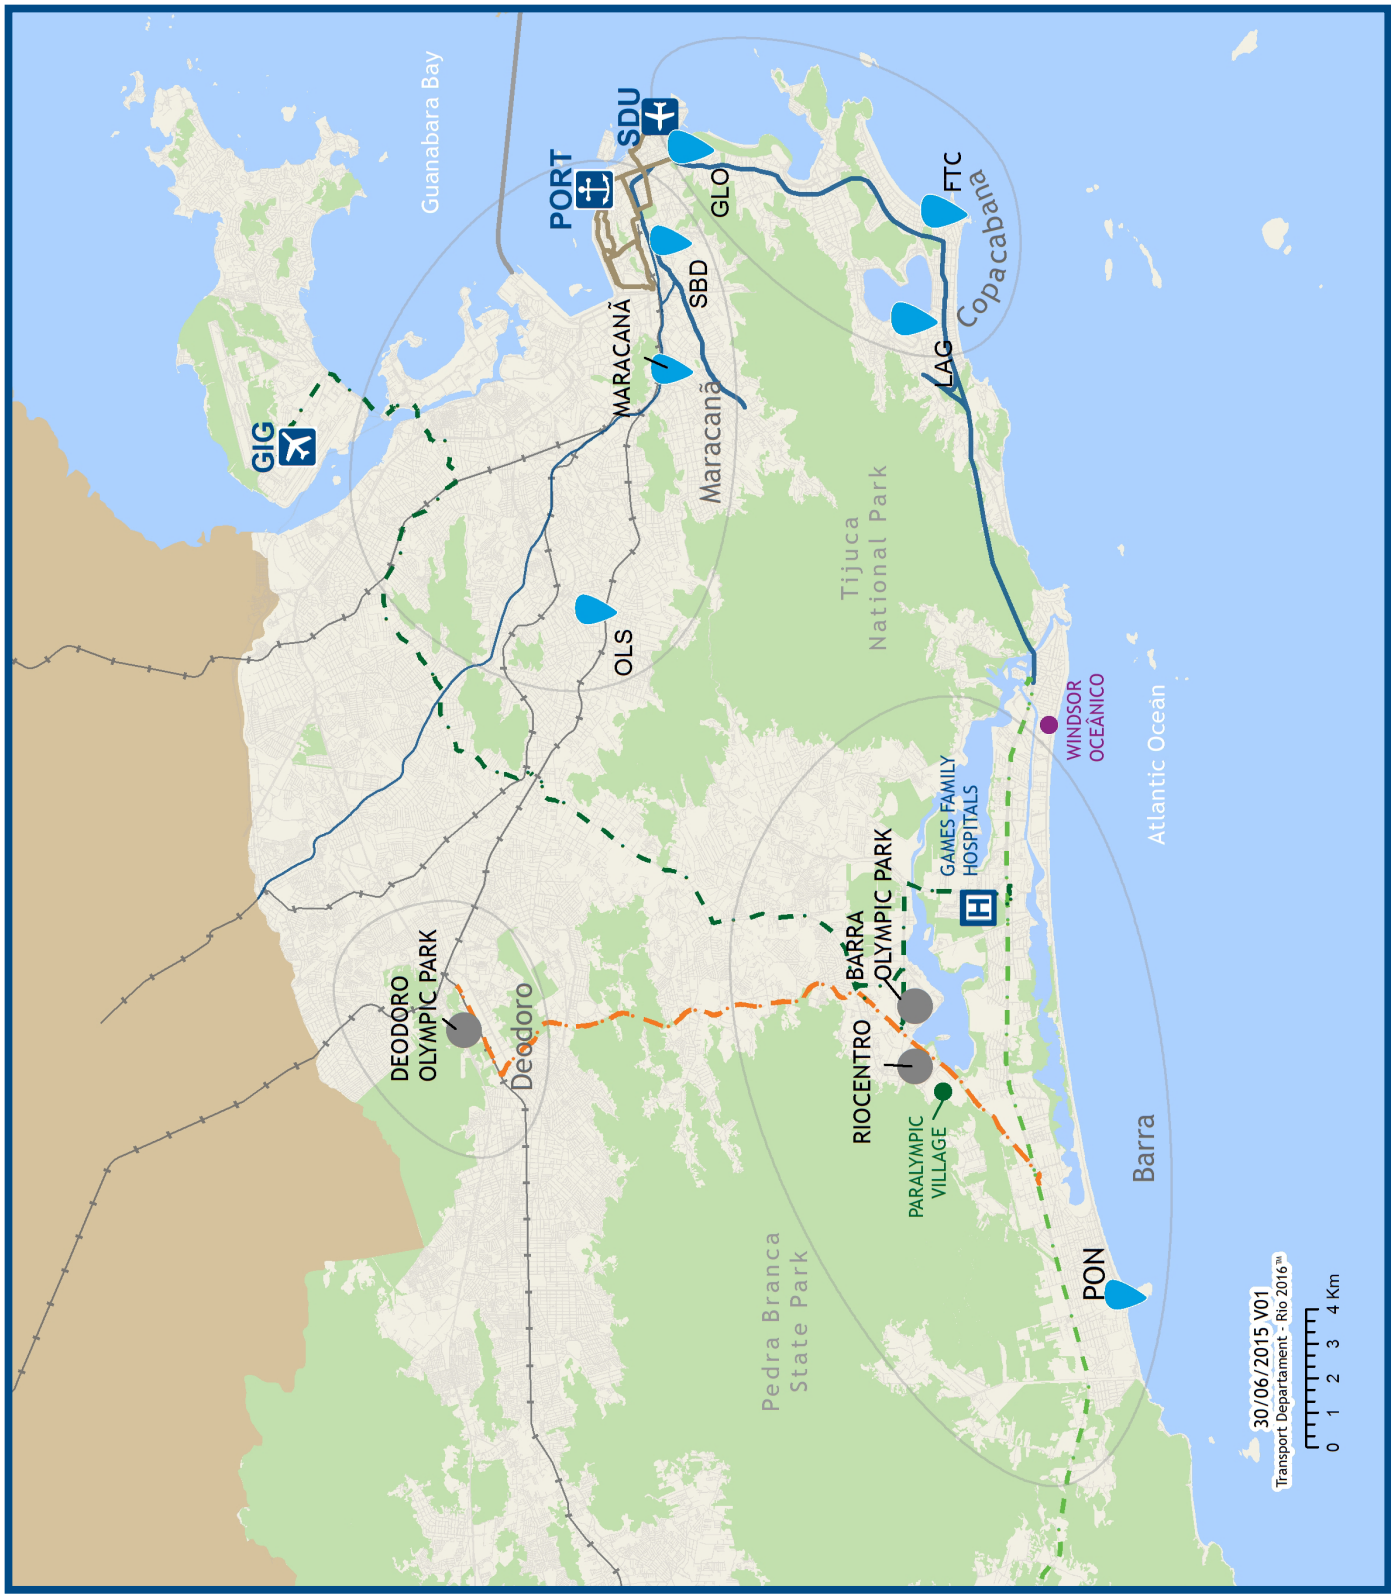 Guanabara Bay
SDU
PORT
GIG
GLO
FTC
Copacabana
SBD
MARACANÃ
Maracanã
LAG
Tijuca
National Park
OLS
WINDSOR
OCEÂNICO
Atlantic Oceán
GAMES FAMILY
HOSPITALS
H
BARRA
OLYMPIC PARK
DEODORO
OLYMPIC PARK
Deodoro
RIOCENTRO
PARALYMPIC
VILLAGE
Barra
Pedra Branca
State Park
PON
30/06/2015 V01
Transport Departament - Rio 2016™
0 1 2 3 4 Km